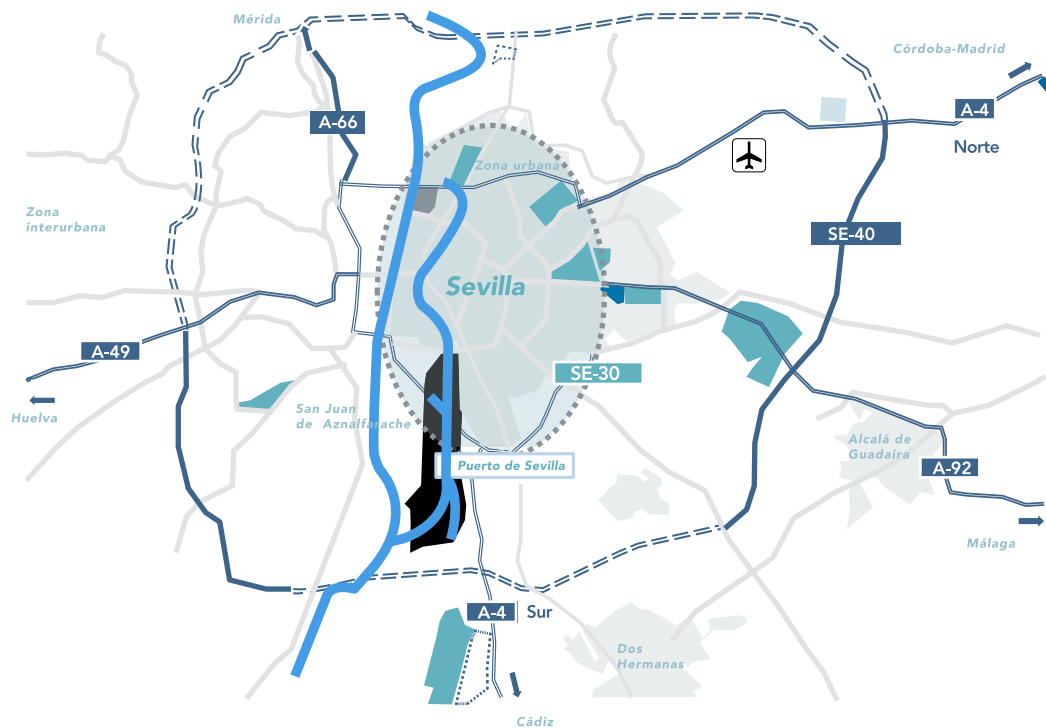 Mérida
Córdoba-Madrid
A-4
Norte
A-66
Zona urbana
Zona
interurbana
SE-40
Sevilla
A-49
SE-30
Huelva
San Juan
de Aznalfarache
Alcalá de
Guadaira
Puerto de Sevilla
A-92
Málaga
A-4
Sur
Dos
Hermanas
Cádiz